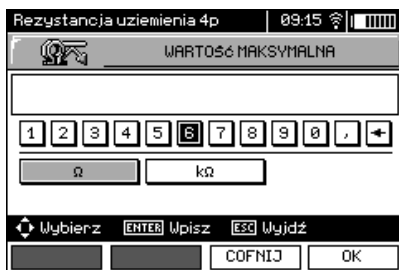 Rezystancja uziemienia 4p 09:15
WARTOŚĆ MAKSYMALNA
1 2 3 4 5 6 7 8 9 0 , ←
Ω kΩ
Wybierz ENTER Wpisz ESC Wyjdź
COFNIJ OK